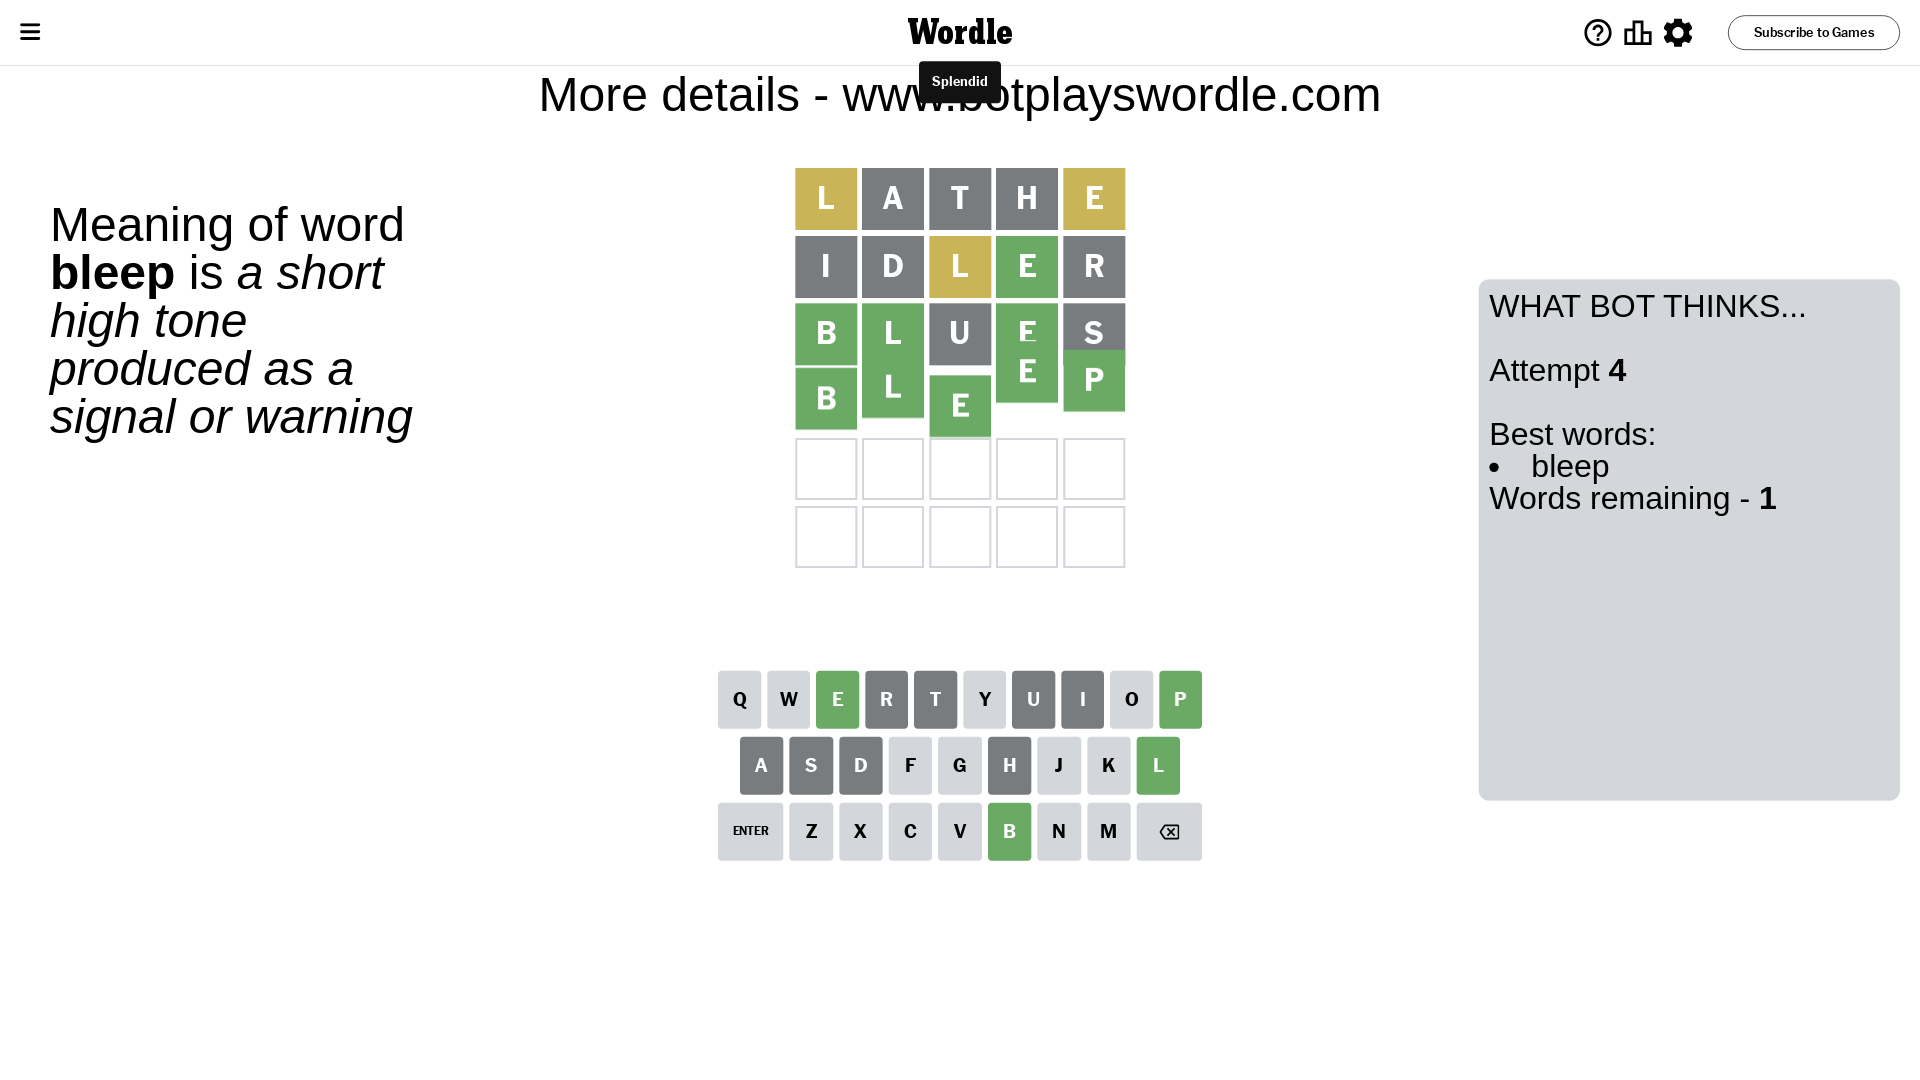 Wordle
Subscribe to Games
Splendid
More details - www.botplayswordle.com
Meaning of word
bleep is a short
high tone
produced as a
signal or warning
L A T H E
I D L E R
B L U E S
B L E E P
WHAT BOT THINKS...
Attempt 4
Best words:
• bleep
Words remaining - 1
Q W E R T Y U I O P
A S D F G H J K L
ENTER Z X C V B N M